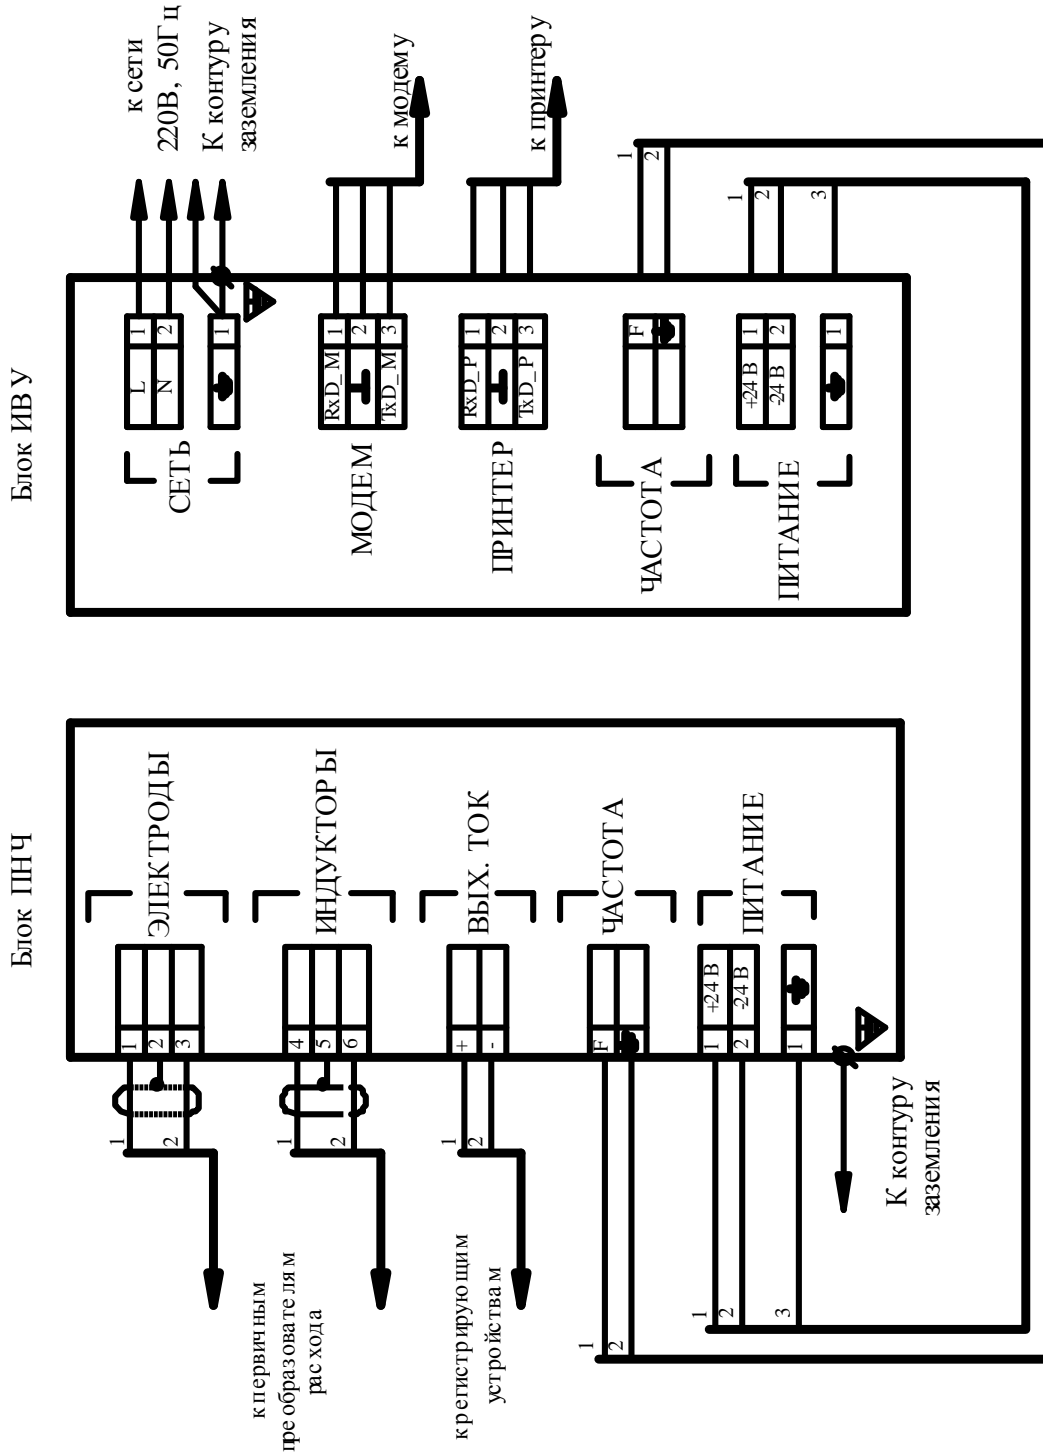 Блок ПНЧ
ЭЛЕКТРОДЫ
1
2
3
1
2
ИНДУКТОРЫ
4
5
6
1
2
к первичным
преобразователям
расхода
ВЫХ. ТОК
+
-
1
2
к регистрирующим
устройствам
ЧАСТОТА
F
1
2
ПИТАНИЕ
+24 В
-24 В
1
2
1
1
2
3
К контуру
заземления
Блок ИВУ
СЕТЬ
L
N
1
2
1
к сети
220В, 50Гц
К контуру
заземления
МОДЕМ
RxD_M
TxD_M
1
2
3
к модему
ПРИНТЕР
RxD_P
TxD_P
1
2
3
к принтеру
ЧАСТОТА
F
1
2
ПИТАНИЕ
+24 В
-24 В
1
2
1
1
2
3